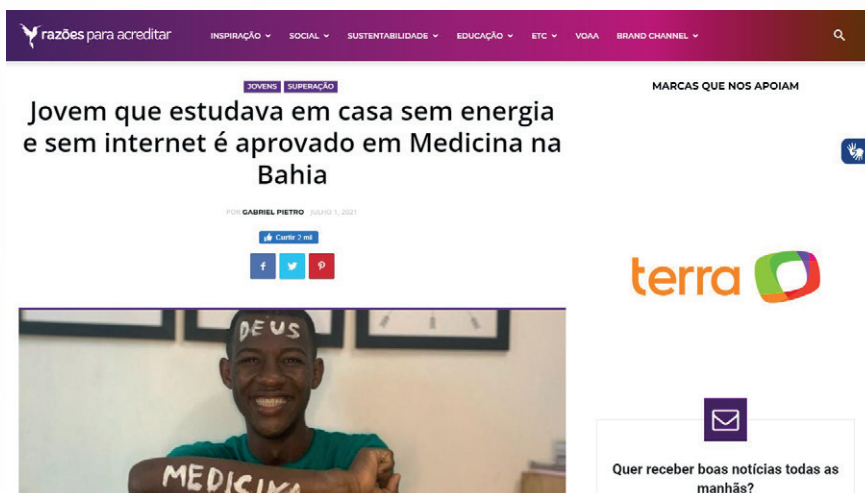 razões para acreditar
INSPIRAÇÃO SOCIAL SUSTENTABILIDADE EDUCAÇÃO ETC VOAA BRAND CHANNEL
JOVENS SUPERAÇÃO
Jovem que estudava em casa sem energia
e sem internet é aprovado em Medicina na
Bahia
POR GABRIEL PIETRO JULHO 1, 2021
Curtir 2 mil
DEUS
MEDICINA
MARCAS QUE NOS APOIAM
terra
Quer receber boas notícias todas as
manhãs?